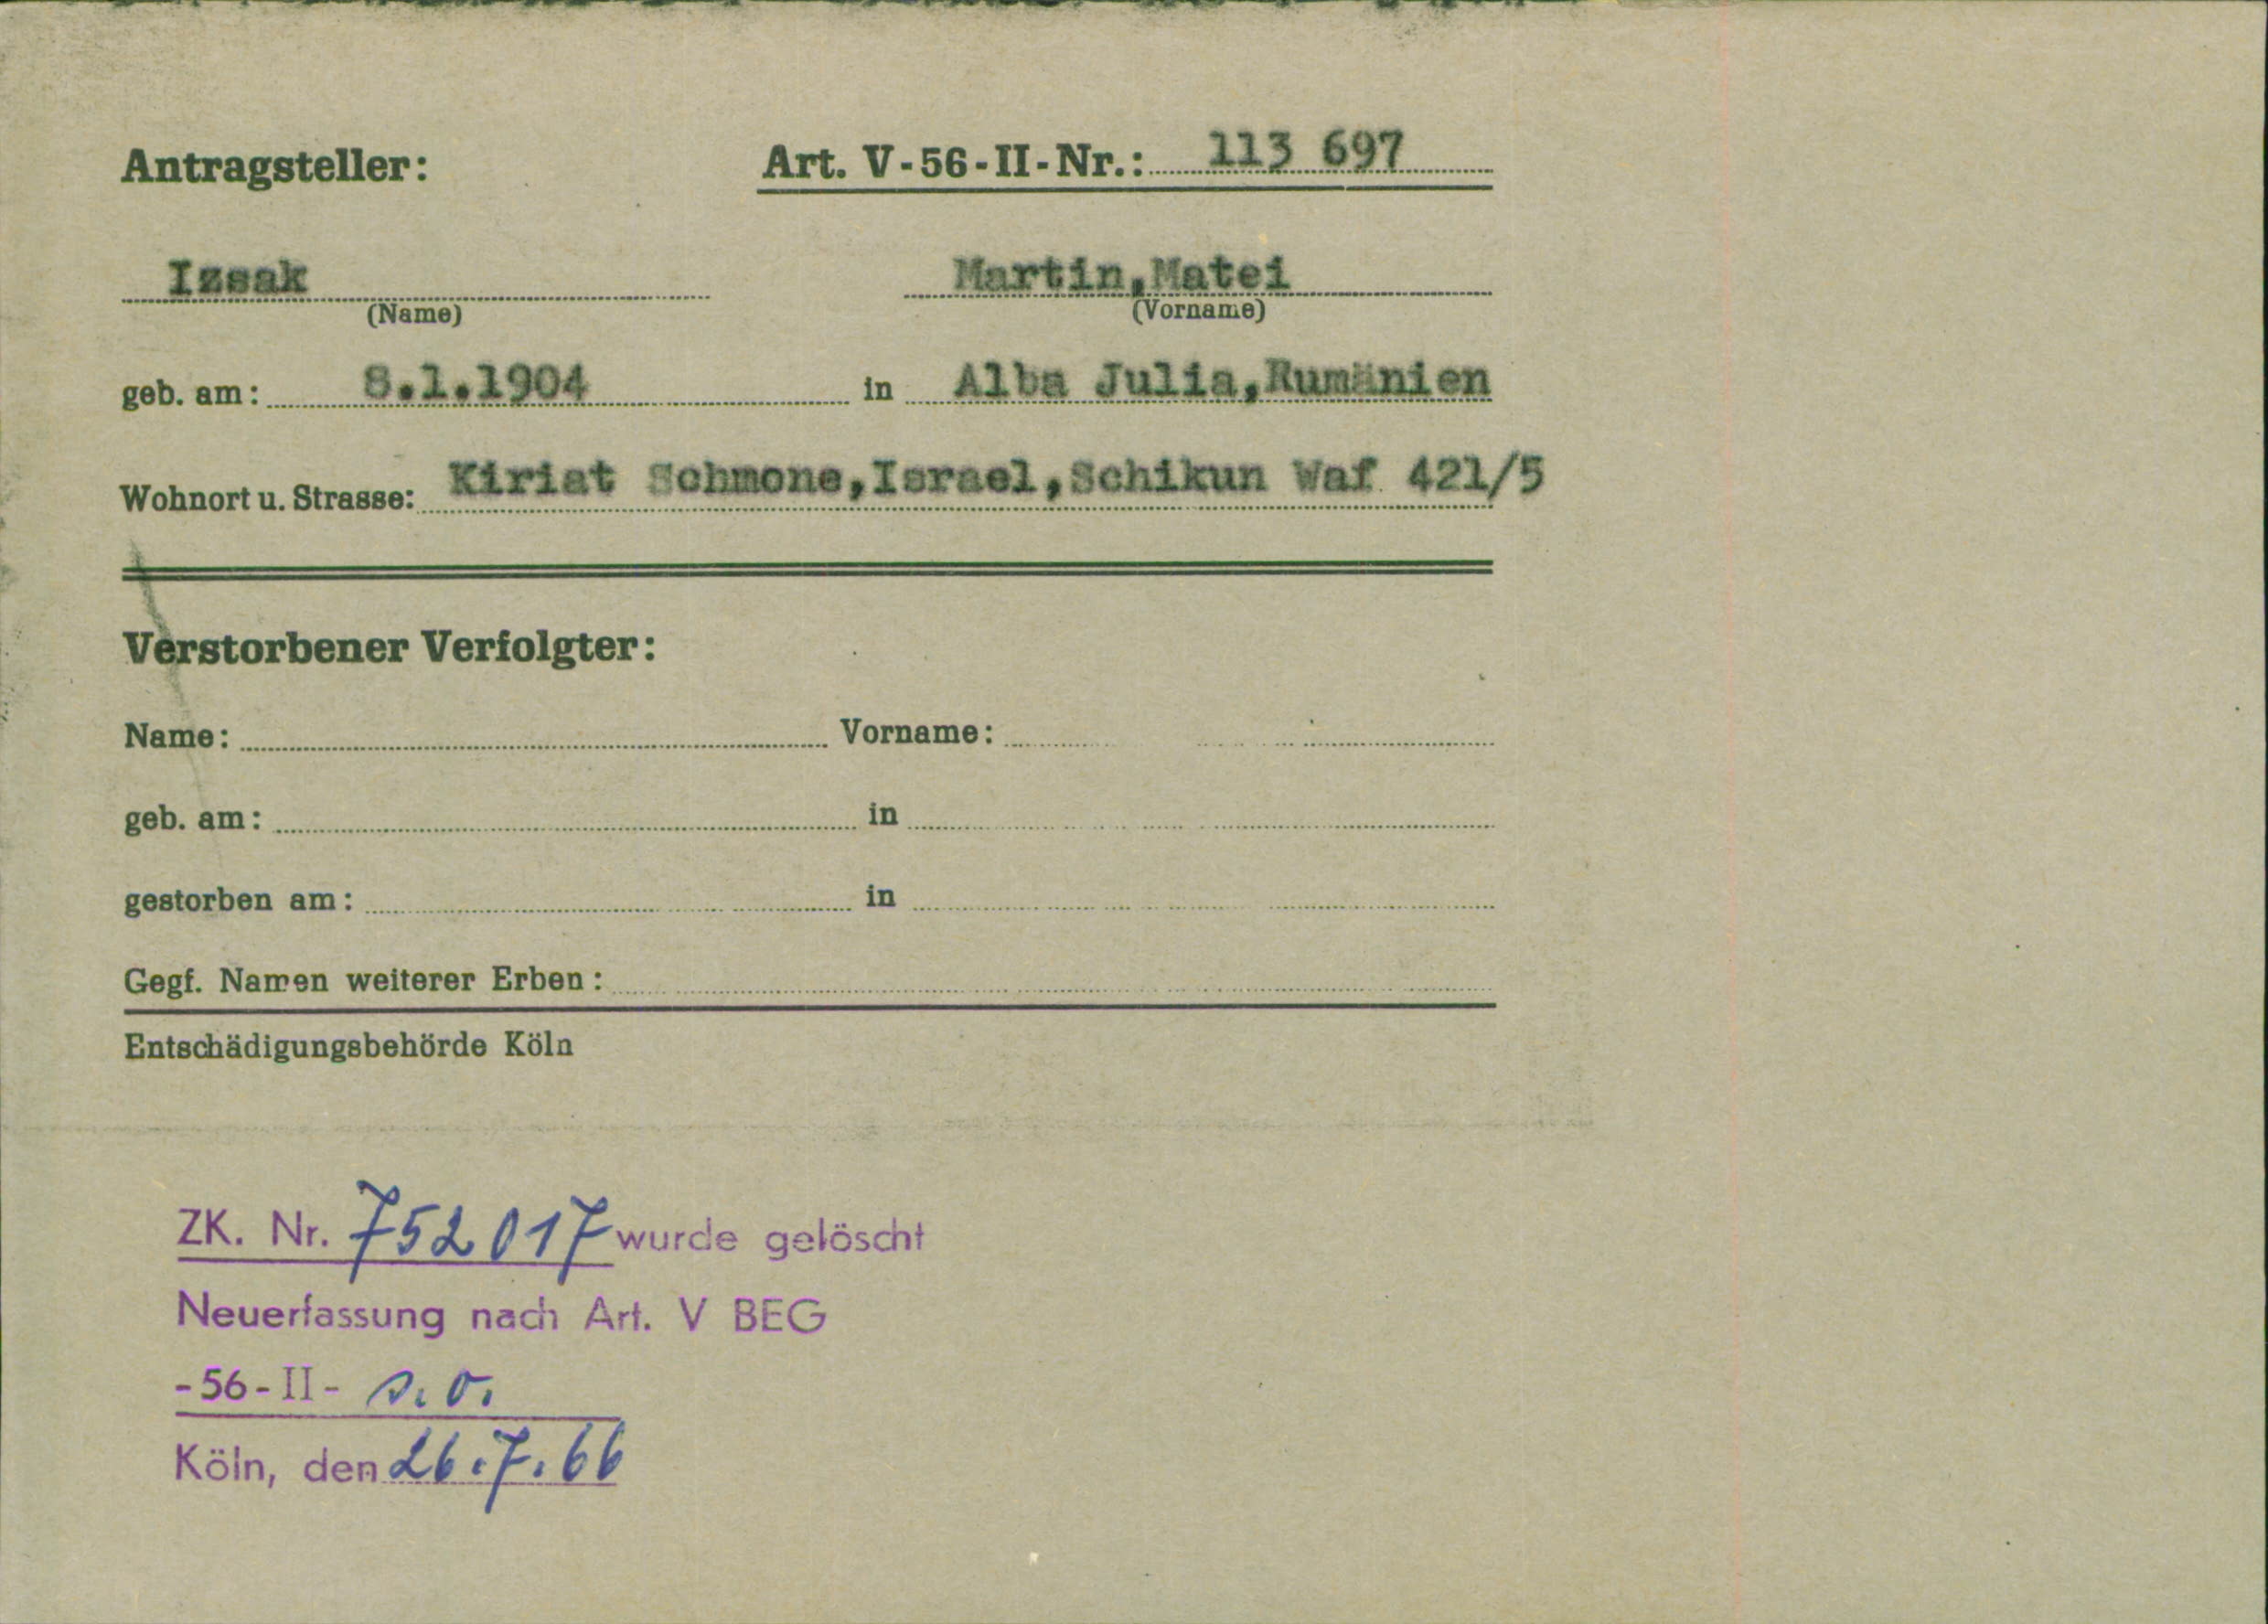 Antragsteller: Art. V-56-II-Nr.: 113 697
Izsak Martin,Matei
(Name) (Vorname)
geb. am: 8.1.1904 in Alba Julia,Rumänien
Wohnort u. Strasse: Kiriat Schmone,Israel,Schikun Waf 421/5
Verstorbener Verfolgter:
Name: Vorname:
geb. am: in
gestorben am: in
Gegf. Namen weiterer Erben:
Entschädigungsbehörde Köln
ZK. Nr. 752017 wurde gelöscht
Neuerfassung nach Art. V BEG
-56-II- s.o.
Köln, den 26.7.66